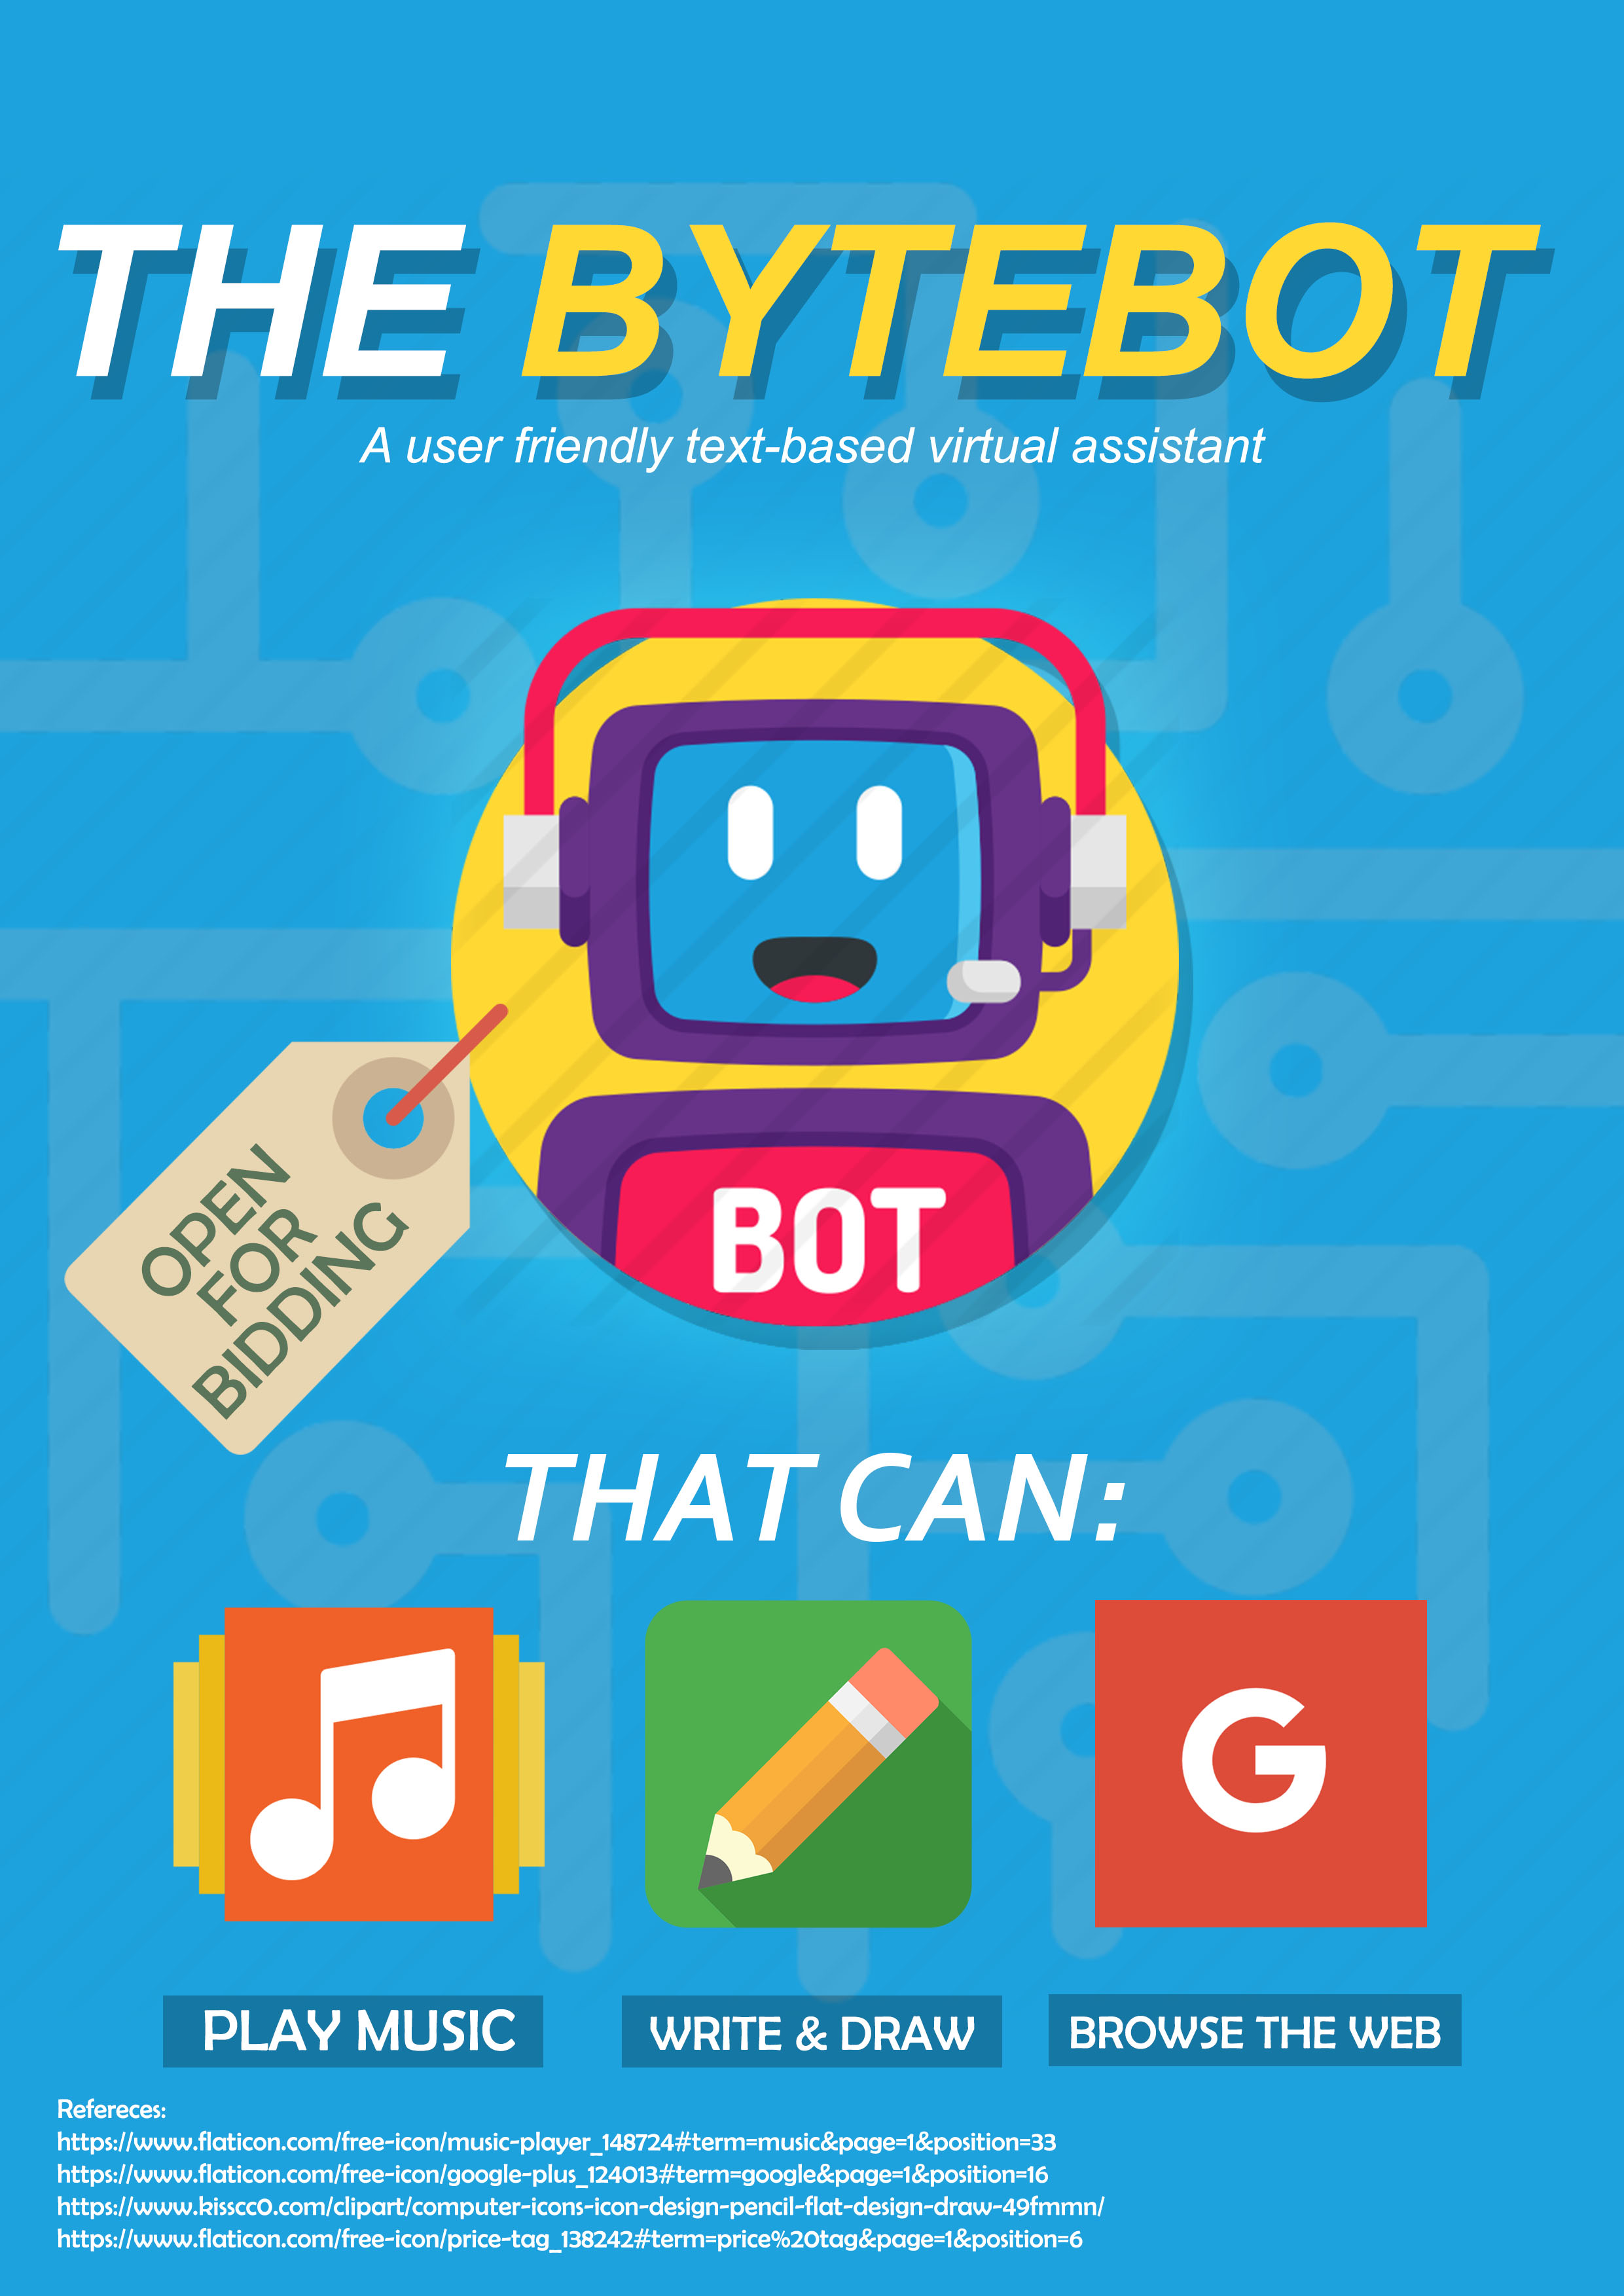 THE BYTEBOT
A user friendly text-based virtual assistant
OPEN
FOR
BIDDING
BOT
THAT CAN:
G
PLAY MUSIC
WRITE & DRAW
BROWSE THE WEB
Refereces:
https://www.flaticon.com/free-icon/music-player_148724#term=music&page=1&position=33
https://www.flaticon.com/free-icon/google-plus_124013#term=google&page=1&position=16
https://www.kisscc0.com/clipart/computer-icons-icon-design-pencil-flat-design-draw-49fmmn/
https://www.flaticon.com/free-icon/price-tag_138242#term=price%20tag&page=1&position=6